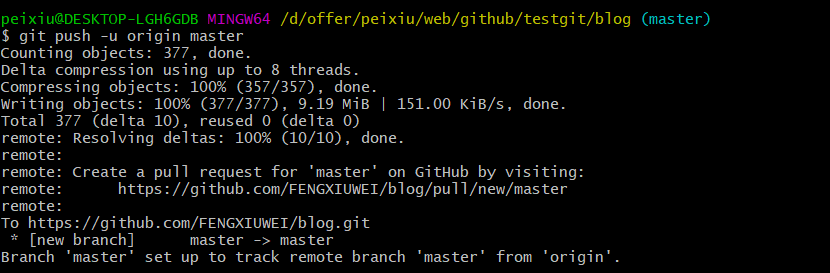 peixiu@DESKTOP-LGH6GDB MINGW64 /d/offer/peixiu/web/github/testgit/blog (master)
$ git push -u origin master
Counting objects: 377, done.
Delta compression using up to 8 threads.
Compressing objects: 100% (357/357), done.
Writing objects: 100% (377/377), 9.19 MiB | 151.00 KiB/s, done.
Total 377 (delta 10), reused 0 (delta 0)
remote: Resolving deltas: 100% (10/10), done.
remote:
remote: Create a pull request for 'master' on GitHub by visiting:
remote:      https://github.com/FENGXIUWEI/blog/pull/new/master
remote:
To https://github.com/FENGXIUWEI/blog.git
 * [new branch]      master -> master
Branch 'master' set up to track remote branch 'master' from 'origin'.